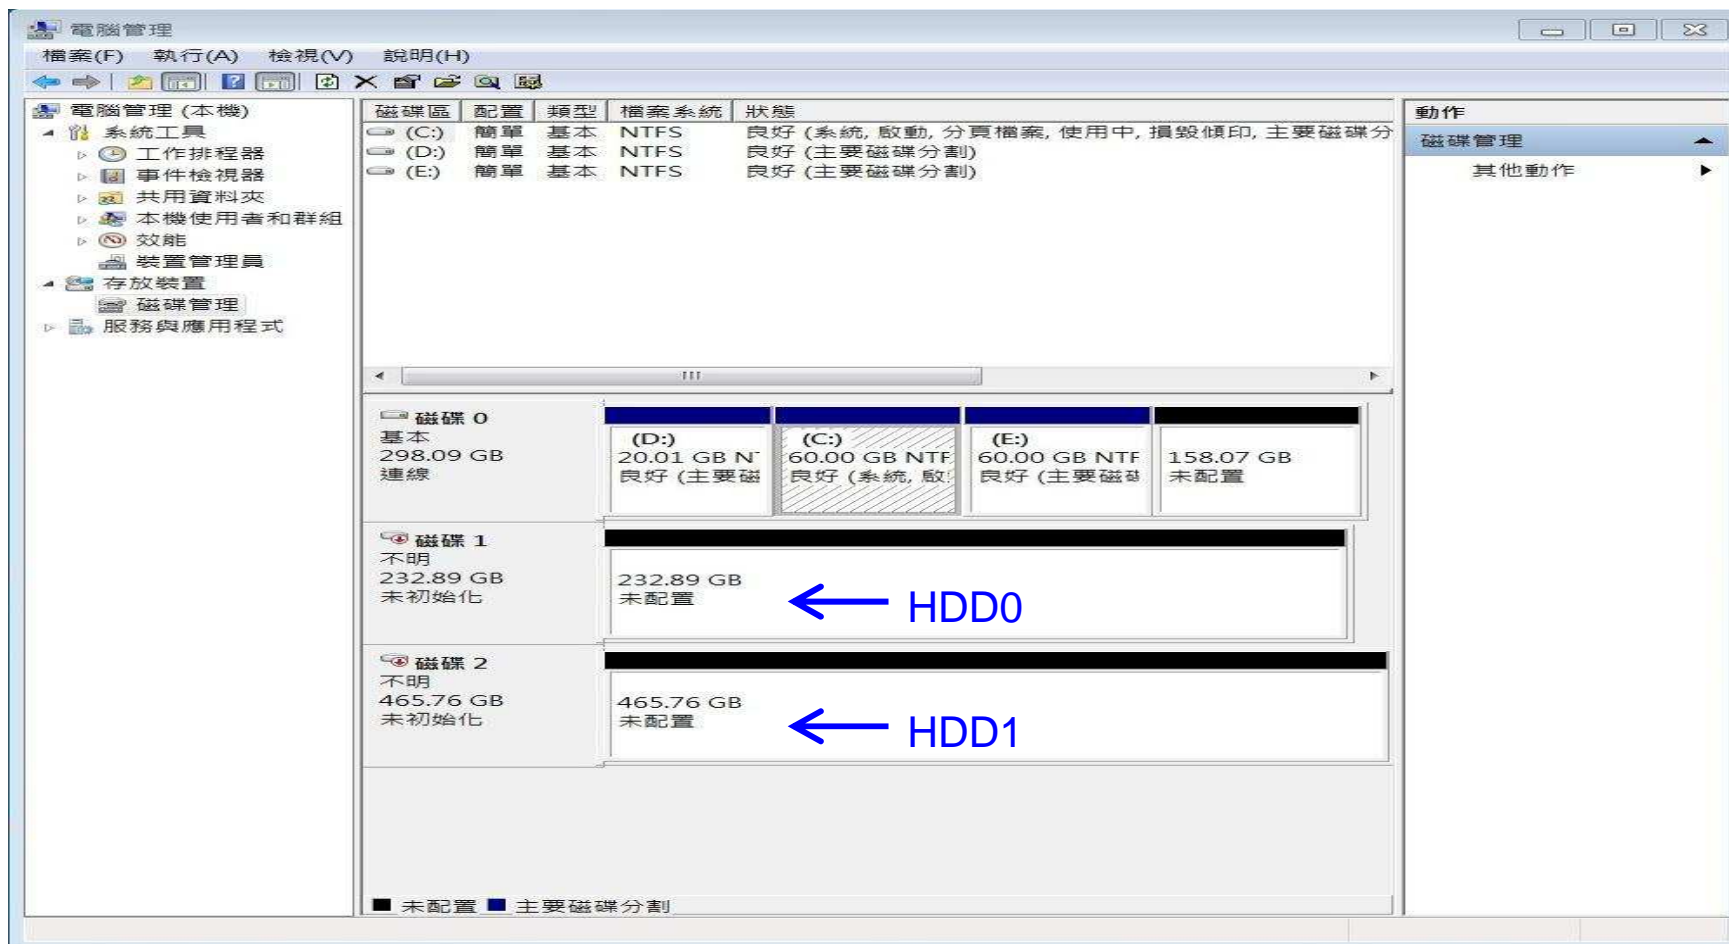 電腦管理
檔案(F) 執行(A) 檢視(V) 說明(H)
電腦管理 (本機)
系統工具
工作排程器
事件檢視器
共用資料夾
本機使用者和群組
效能
裝置管理員
存放裝置
磁碟管理
服務與應用程式
磁碟區 配置 類型 檔案系統 狀態
(C:) 簡單 基本 NTFS 良好 (系統, 啟動, 分頁檔案, 使用中, 損毀傾印, 主要磁碟分
(D:) 簡單 基本 NTFS 良好 (主要磁碟分割)
(E:) 簡單 基本 NTFS 良好 (主要磁碟分割)
磁碟 0
基本
298.09 GB
連線
(D:)
20.01 GB N
良好 (主要磁
(C:)
60.00 GB NTF
良好 (系統, 啟
(E:)
60.00 GB NTF
良好 (主要磁
158.07 GB
未配置
磁碟 1
不明
232.89 GB
未初始化
232.89 GB
未配置
HDD0
磁碟 2
不明
465.76 GB
未初始化
465.76 GB
未配置
HDD1
未配置 主要磁碟分割
動作
磁碟管理
其他動作